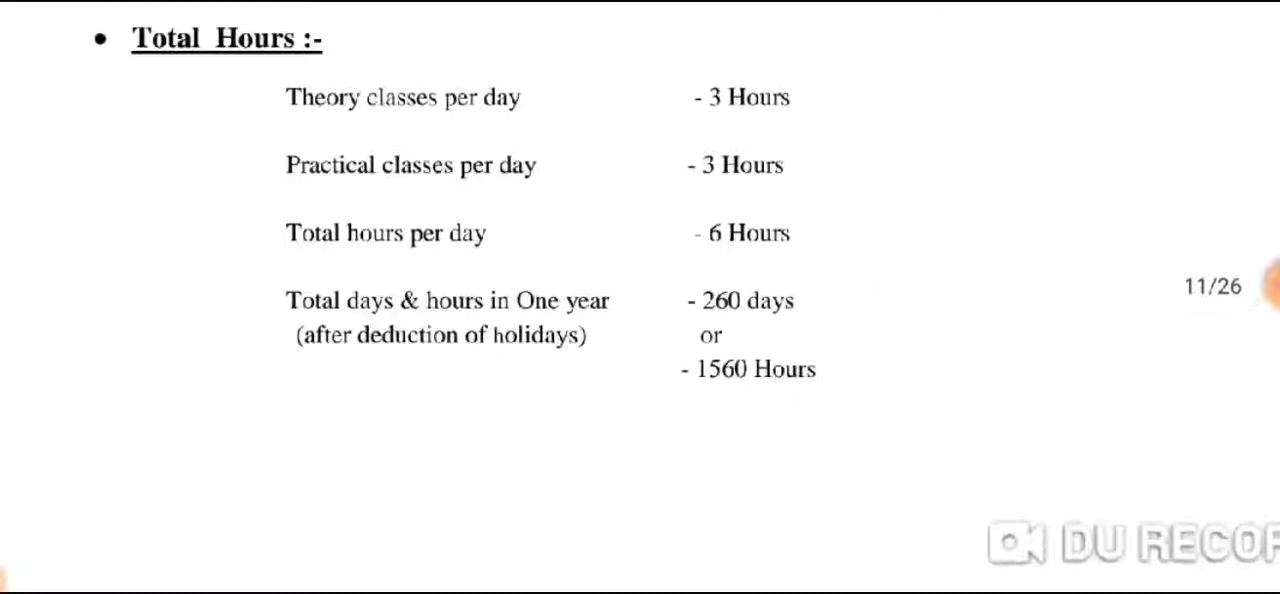 • Total Hours :-
Theory classes per day - 3 Hours
Practical classes per day - 3 Hours
Total hours per day - 6 Hours
Total days & hours in One year - 260 days
(after deduction of holidays) or
- 1560 Hours
11/26
DU RECOR